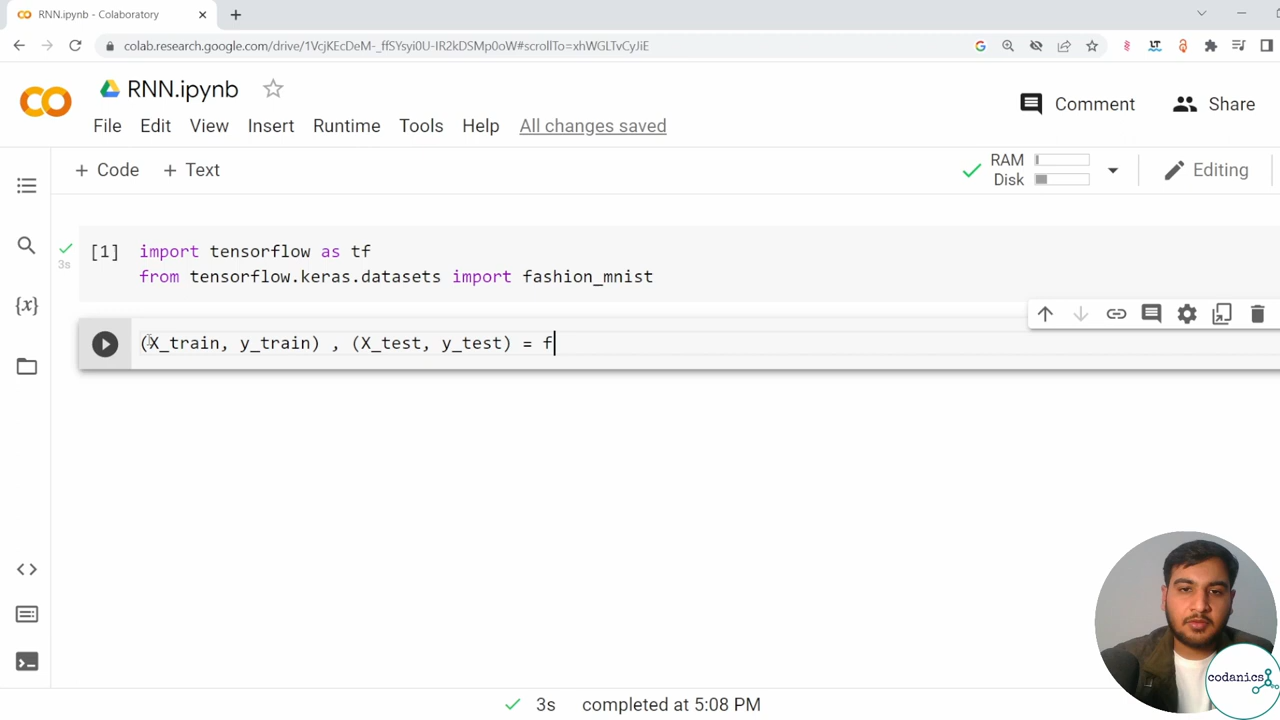 RNN.ipynb - Colaboratory
colab.research.google.com/drive/1VcjKEcDeM-_ffSYsyi0U-IR2kDSMp0oW#scrollTo=xhWGLTvCyJiE
RNN.ipynb
Comment
Share
File Edit View Insert Runtime Tools Help All changes saved
+ Code + Text
RAM
Disk
Editing
[1] import tensorflow as tf
3s
from tensorflow.keras.datasets import fashion_mnist
(X_train, y_train) , (X_test, y_test) = f
{x}
codanics
3s completed at 5:08 PM